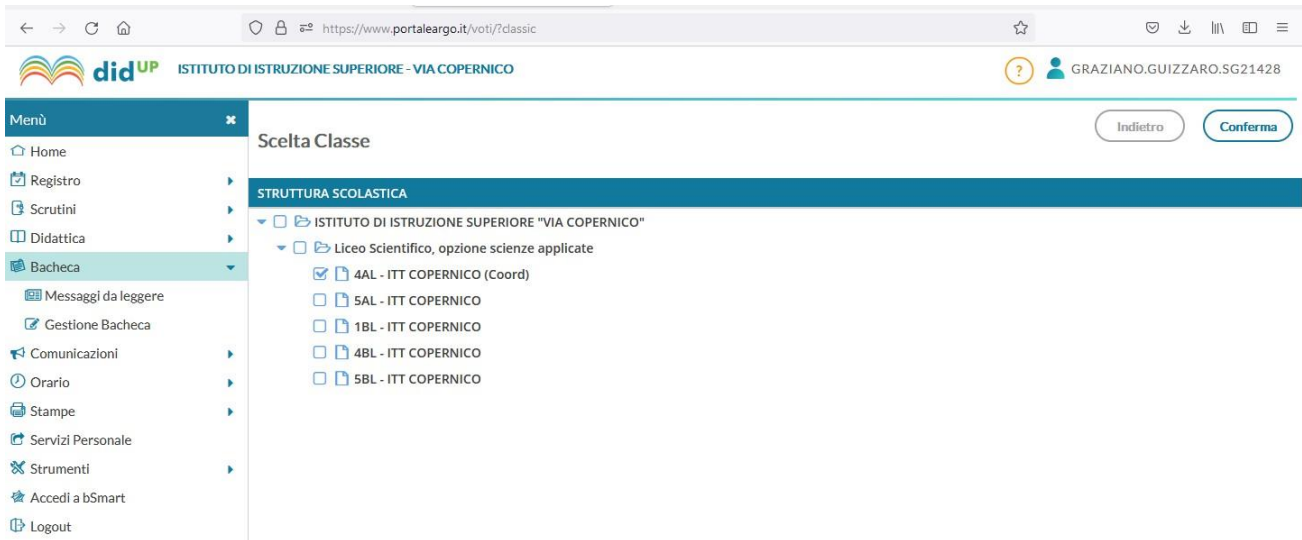 https://www.portaleargo.it/voti/?classic
didUP ISTITUTO DI ISTRUZIONE SUPERIORE - VIA COPERNICO
? GRAZIANO.GUIZZARO.SG21428
Menù
Home
Registro
Scrutini
Didattica
Bacheca
Messaggi da leggere
Gestione Bacheca
Comunicazioni
Orario
Stampe
Servizi Personale
Strumenti
Accedi a bSmart
Logout
Scelta Classe
Indietro Conferma
STRUTTURA SCOLASTICA
ISTITUTO DI ISTRUZIONE SUPERIORE "VIA COPERNICO"
Liceo Scientifico, opzione scienze applicate
4AL - ITT COPERNICO (Coord)
5AL - ITT COPERNICO
1BL - ITT COPERNICO
4BL - ITT COPERNICO
5BL - ITT COPERNICO